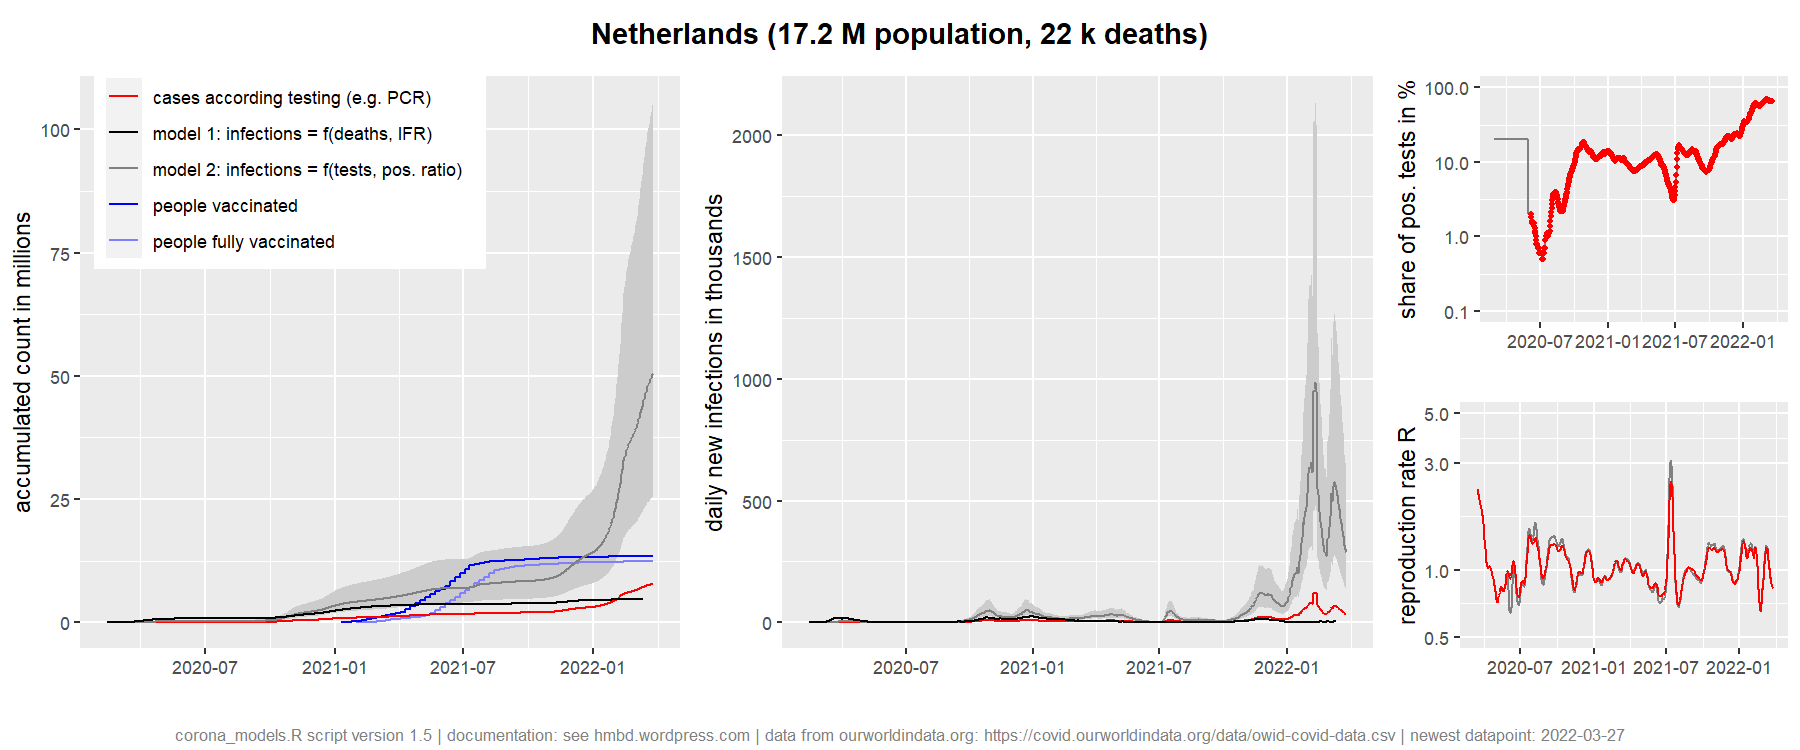 Netherlands (17.2 M population, 22 k deaths)
cases according testing (e.g. PCR)
model 1: infections = f(deaths, IFR)
model 2: infections = f(tests, pos. ratio)
people vaccinated
people fully vaccinated
accumulated count in millions
100
75
50
25
0
2020-07 2021-01 2021-07 2022-01
daily new infections in thousands
2000
1500
1000
500
0
2020-07 2021-01 2021-07 2022-01
share of pos. tests in %
100.0
10.0
1.0
0.1
2020-07 2021-01 2021-07 2022-01
reproduction rate R
5.0
3.0
1.0
0.5
2020-07 2021-01 2021-07 2022-01
corona_models.R script version 1.5 | documentation: see hmbd.wordpress.com | data from ourworldindata.org: https://covid.ourworldindata.org/data/owid-covid-data.csv | newest datapoint: 2022-03-27